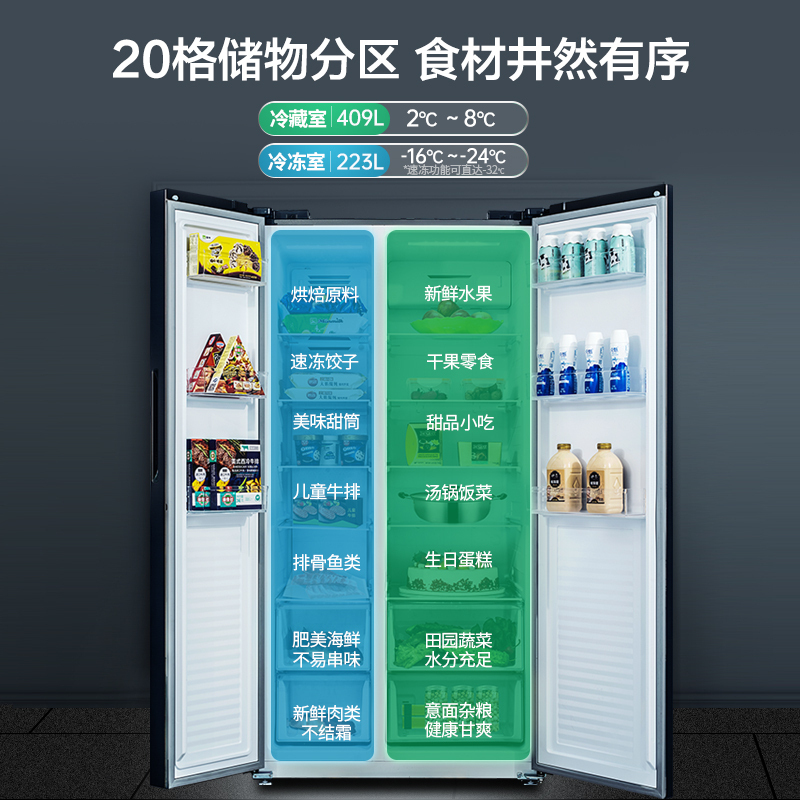 20格储物分区 食材井然有序
冷藏室 409L 2℃ ~ 8℃
冷冻室 223L -16℃ ~ -24℃
*速冻功能可直达-32℃
烘焙原料
新鲜水果
速冻饺子
干果零食
美味甜筒
甜品小吃
儿童牛排
汤锅饭菜
排骨鱼类
生日蛋糕
肥美海鲜
不易串味
田园蔬菜
水分充足
新鲜肉类
不结霜
意面杂粮
健康甘爽